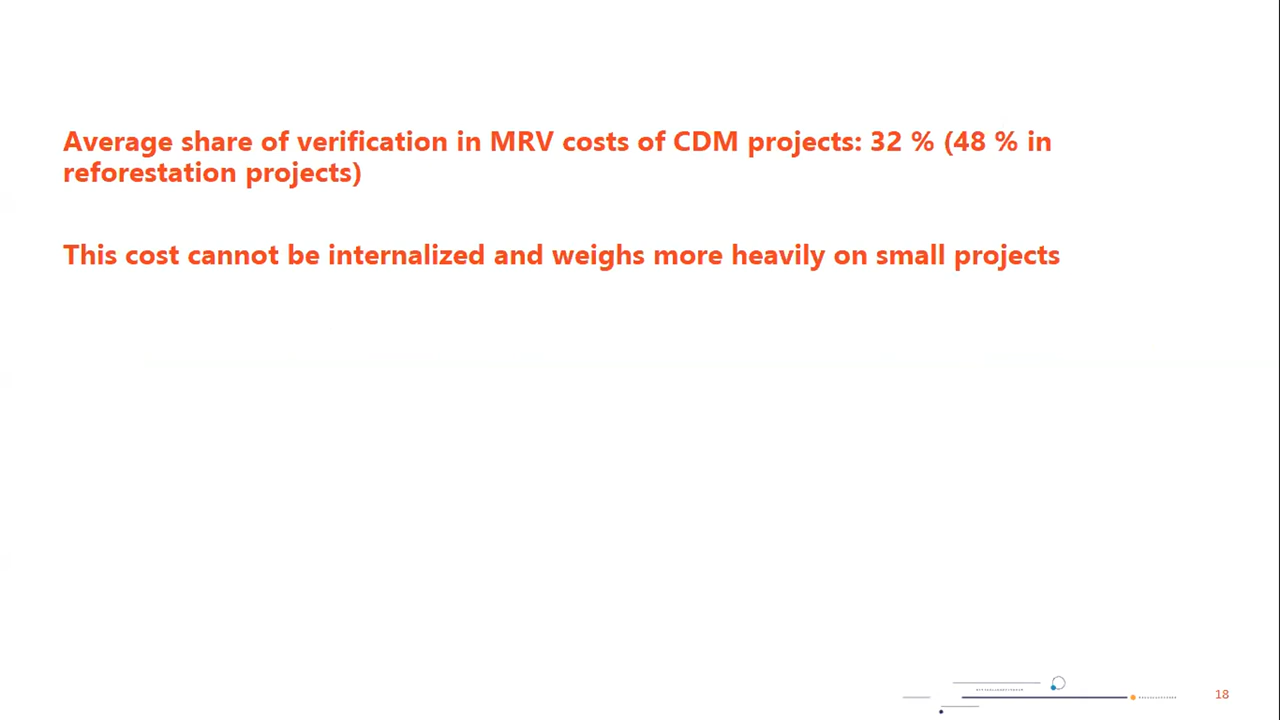 Average share of verification in MRV costs of CDM projects: 32 % (48 % in
reforestation projects)
This cost cannot be internalized and weighs more heavily on small projects
18